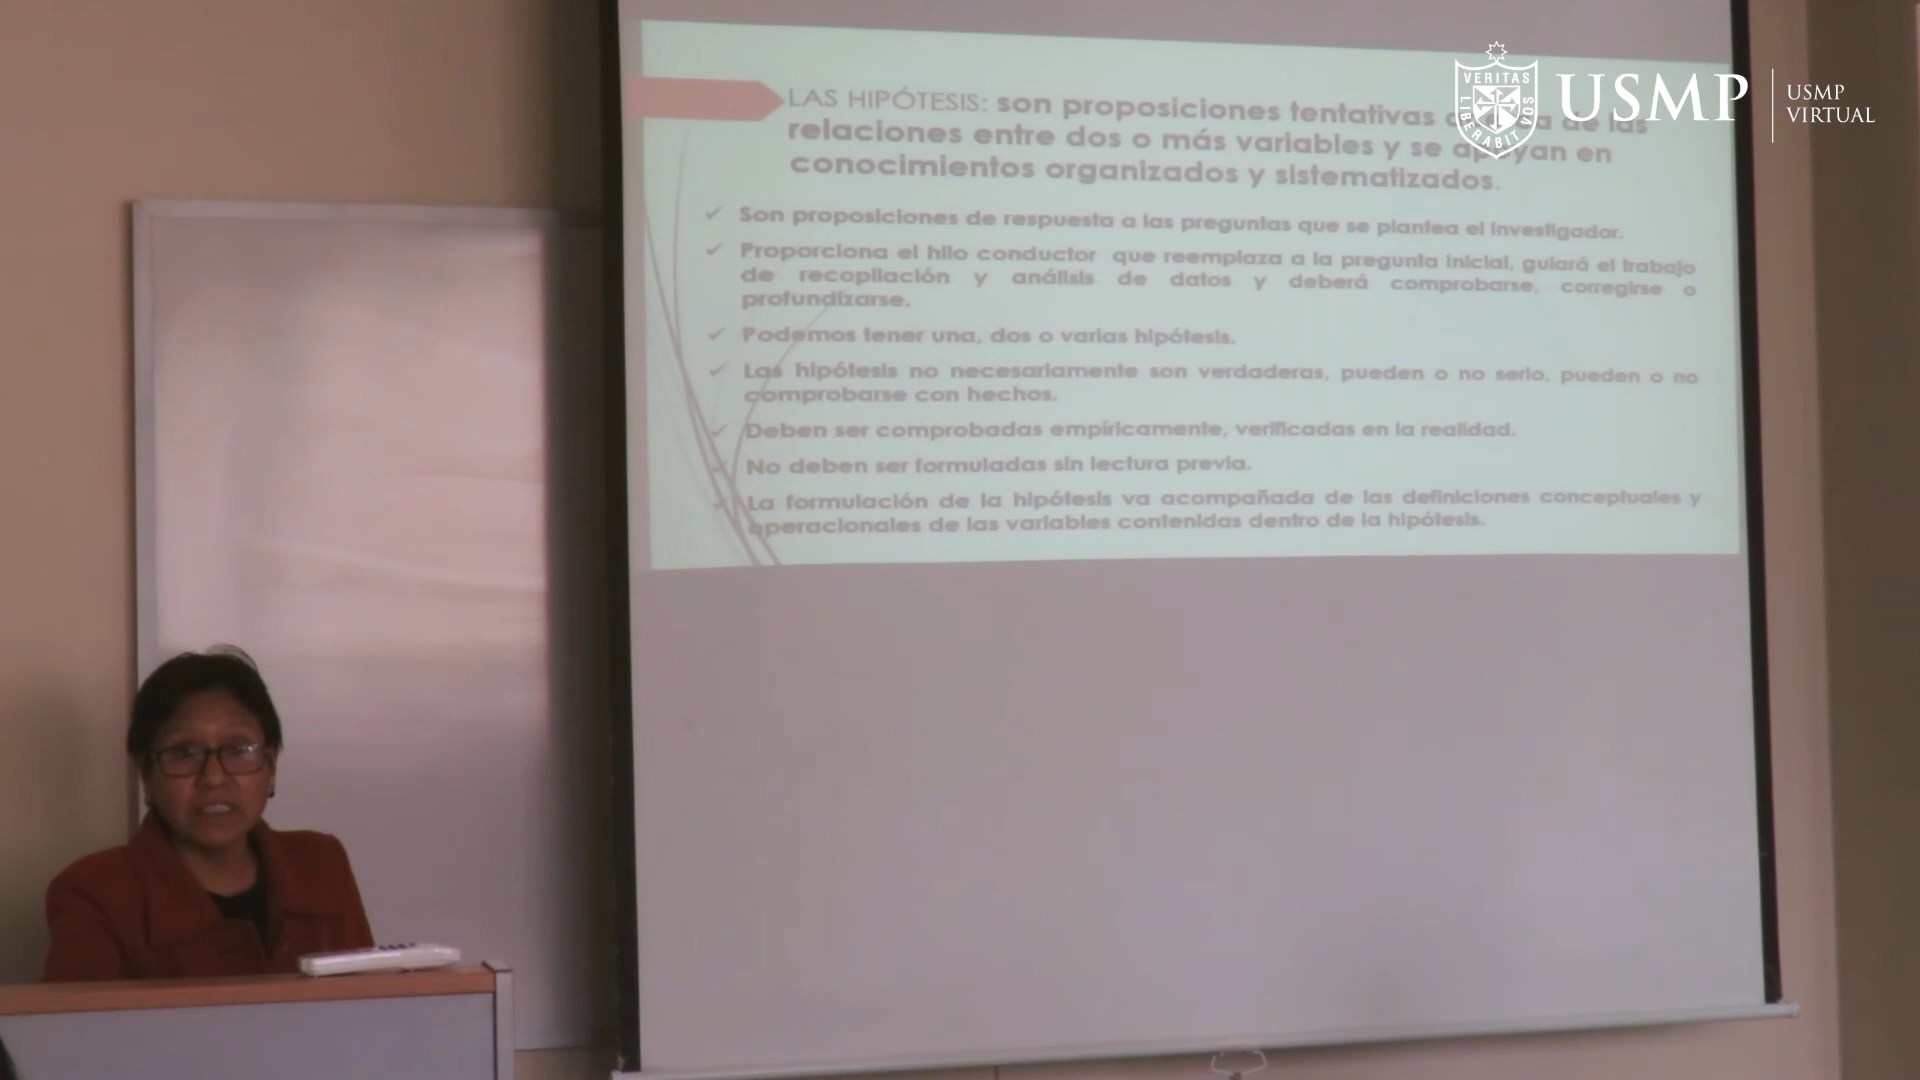 LAS HIPÓTESIS: son proposiciones tentativas de las
relaciones entre dos o más variables y se apoyan en
conocimientos organizados y sistematizados.
✓ Son proposiciones de respuesta a las preguntas que se plantea el investigador.
✓ Proporciona el hilo conductor que reemplaza a la pregunta inicial, guiará el trabajo
de recopilación y análisis de datos y deberá comprobarse, corregirse o
profundizarse.
✓ Podemos tener una, dos o varias hipótesis.
✓ Las hipótesis no necesariamente son verdaderas, pueden o no serlo, pueden o no
comprobarse con hechos.
✓ Deben ser comprobadas empíricamente, verificadas en la realidad.
✓ No deben ser formuladas sin lectura previa.
✓ La formulación de la hipótesis va acompañada de las definiciones conceptuales y
operacionales de las variables contenidas dentro de la hipótesis.
VERITAS
LIBERABIT VOS
USMP
USMP
VIRTUAL